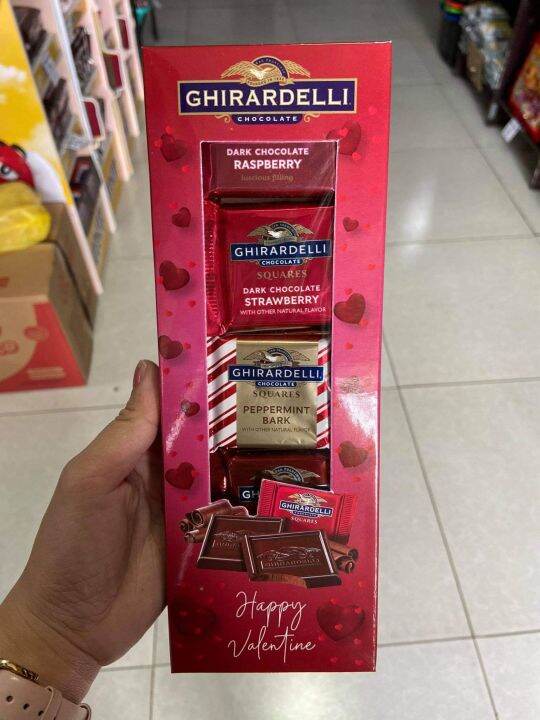 GHIRARDELLI
CHOCOLATE
DARK CHOCOLATE
RASPBERRY
luscious filling
GHIRARDELLI
CHOCOLATE
SQUARES
DARK CHOCOLATE
STRAWBERRY
WITH OTHER NATURAL FLAVOR
GHIRARDELLI
CHOCOLATE
SQUARES
PEPPERMINT
BARK
WITH OTHER NATURAL FLAVOR
GHIRARDELLI
SQUARES
GHIRARDELLI
Happy
Valentine